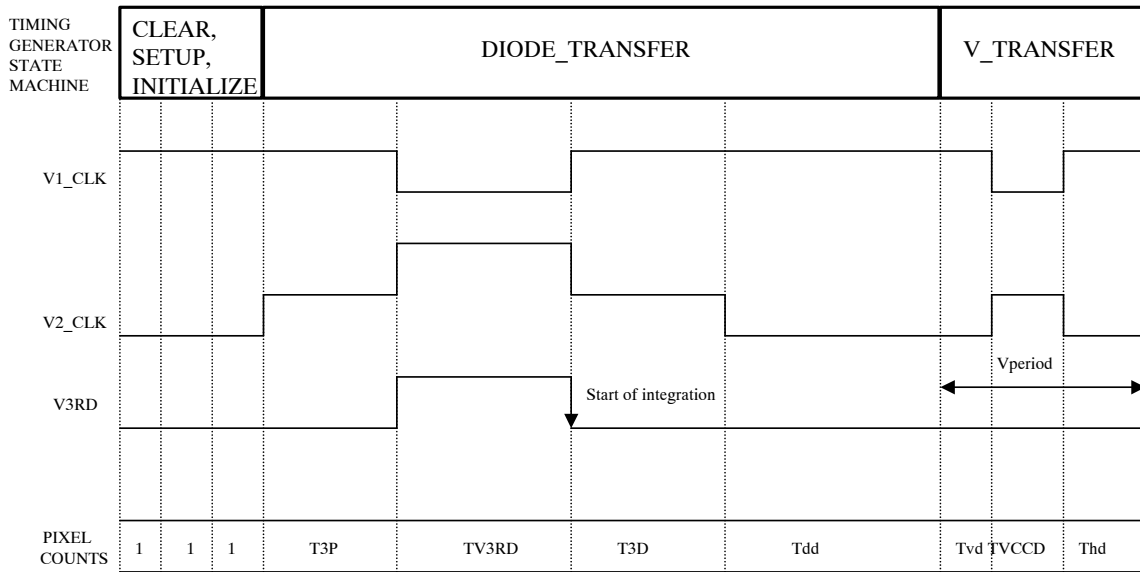 TIMING
GENERATOR
STATE
MACHINE
CLEAR,
SETUP,
INITIALIZE
DIODE_TRANSFER
V_TRANSFER
V1_CLK
V2_CLK
Vperiod
V3RD
Start of integration
PIXEL
COUNTS
1 1 1 T3P TV3RD T3D Tdd Tvd TVCCD Thd